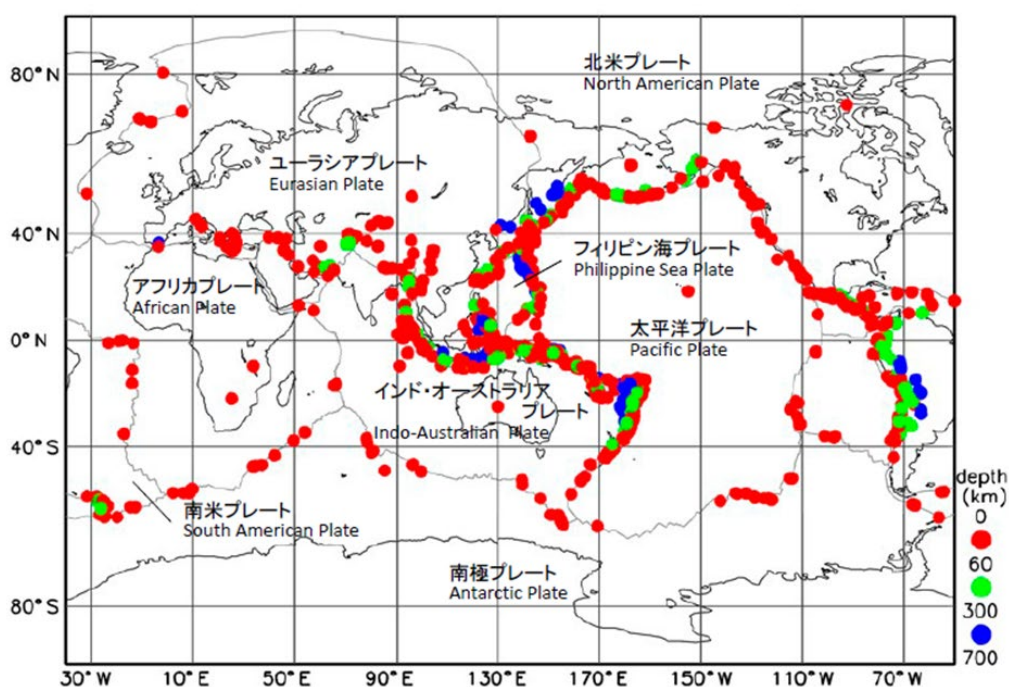 80°N
北米プレート
North American Plate
ユーラシアプレート
Eurasian Plate
40°N
フィリピン海プレート
Philippine Sea Plate
アフリカプレート
African Plate
太平洋プレート
Pacific Plate
0°N
インド・オーストラリア
プレート
Indo-Australian Plate
40°S
南米プレート
South American Plate
南極プレート
Antarctic Plate
80°S
depth
(km)
0
60
300
700
30°W 10°E 50°E 90°E 130°E 170°E 150°W 110°W 70°W